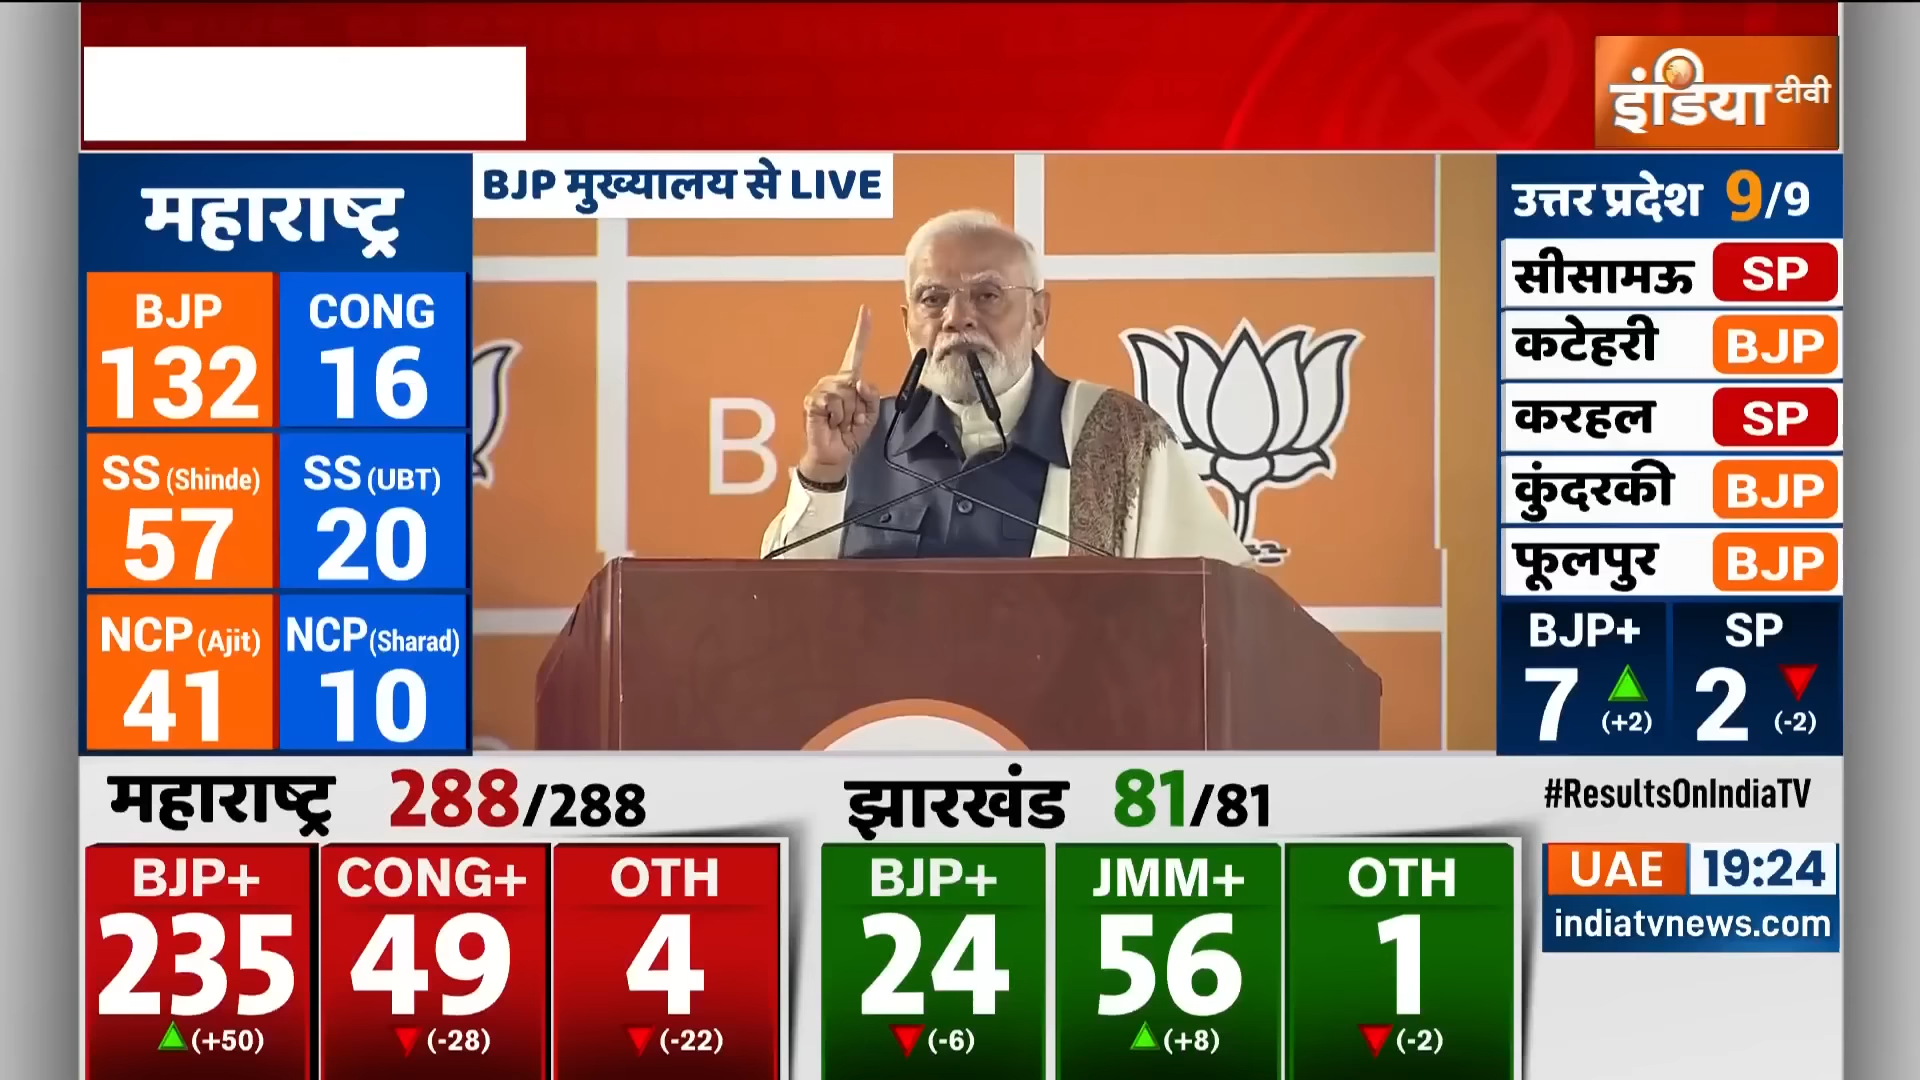 इंडिया टीवी
महाराष्ट्र
BJP
132
CONG
16
SS (Shinde)
57
SS (UBT)
20
NCP (Ajit)
41
NCP (Sharad)
10
BJP मुख्यालय से LIVE
B
उत्तर प्रदेश 9/9
सीसामऊ SP
कटेहरी BJP
करहल SP
कुंदरकी BJP
फूलपुर BJP
BJP+
7
(+2)
SP
2
(-2)
महाराष्ट्र 288/288
BJP+
235
(+50)
CONG+
49
(-28)
OTH
4
(-22)
झारखंड 81/81
BJP+
24
(-6)
JMM+
56
(+8)
OTH
1
(-2)
#ResultsOnIndiaTV
UAE 19:24
indiatvnews.com